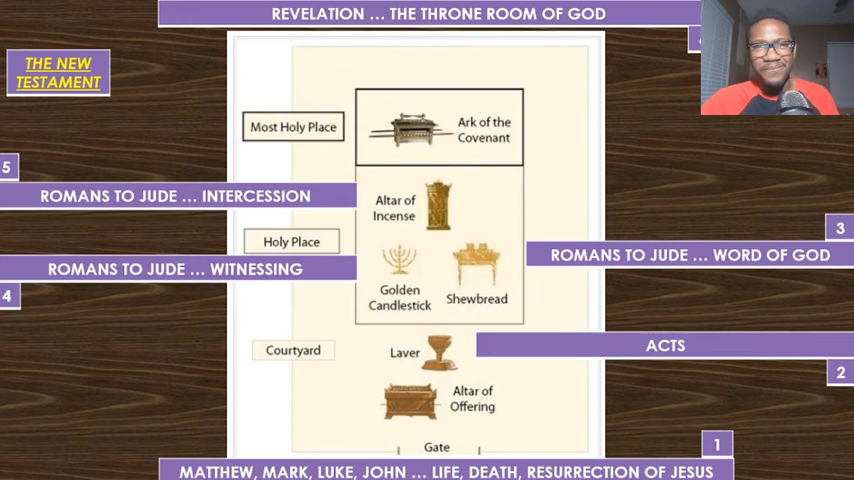 REVELATION … THE THRONE ROOM OF GOD
THE NEW
TESTAMENT
Most Holy Place
Ark of the
Covenant
5
ROMANS TO JUDE … INTERCESSION
Altar of
Incense
3
Holy Place
ROMANS TO JUDE … WORD OF GOD
ROMANS TO JUDE … WITNESSING
4
Golden
Candlestick
Shewbread
Courtyard
Laver
ACTS
2
Altar of
Offering
1
Gate
MATTHEW, MARK, LUKE, JOHN … LIFE, DEATH, RESURRECTION OF JESUS